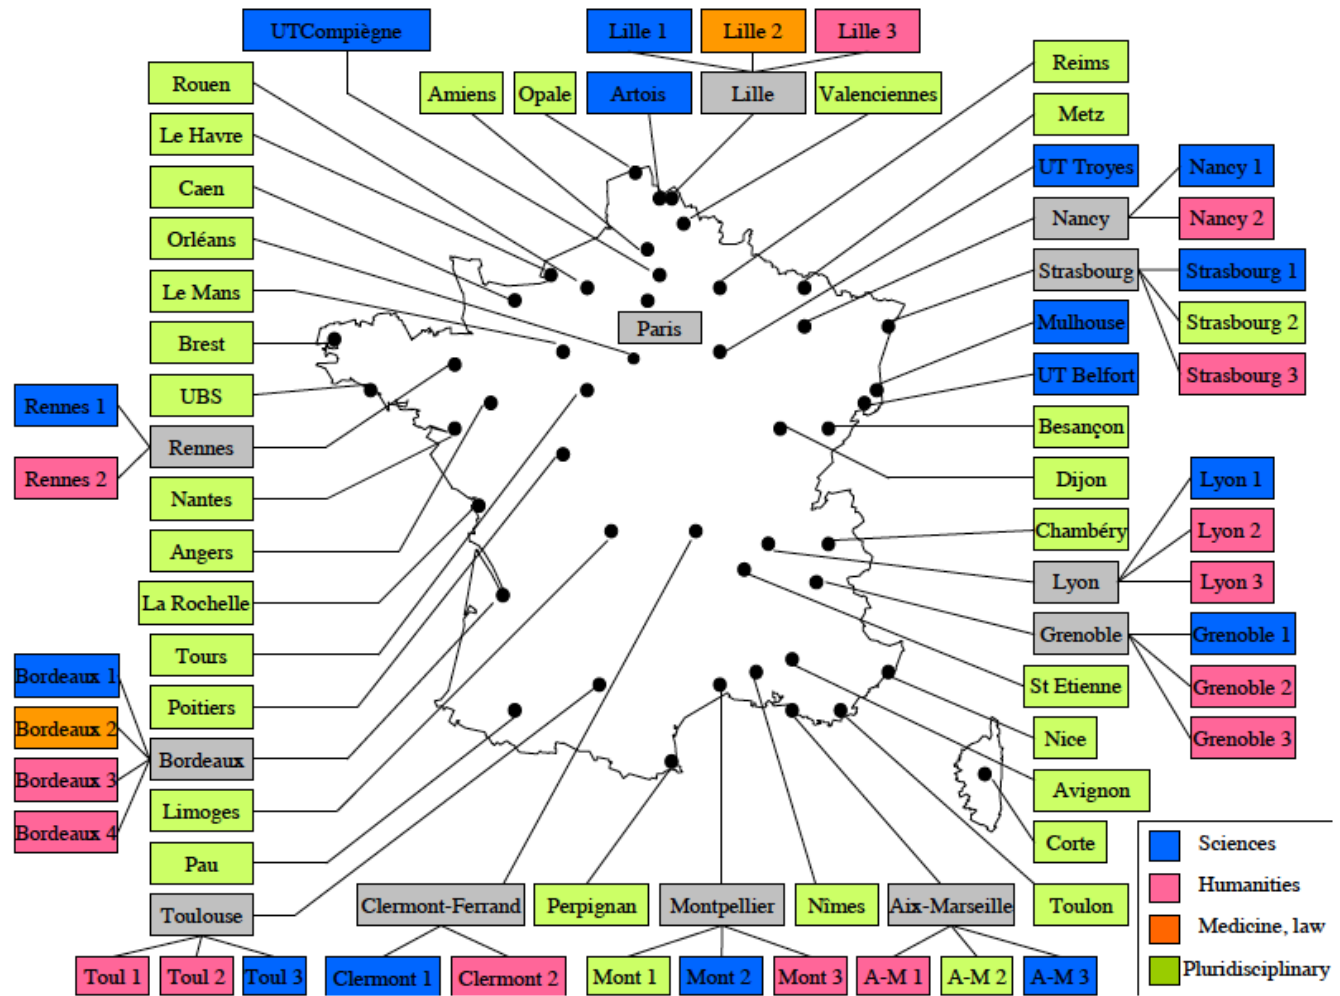 UTCompiègne
Lille 1
Lille 2
Lille 3
Rouen
Amiens
Opale
Artois
Lille
Valenciennes
Reims
Le Havre
Metz
Caen
UT Troyes
Nancy 1
Orléans
Nancy
Nancy 2
Le Mans
Strasbourg
Strasbourg 1
Paris
Brest
Mulhouse
Strasbourg 2
UBS
UT Belfort
Strasbourg 3
Rennes 1
Rennes
Besançon
Rennes 2
Nantes
Dijon
Lyon 1
Angers
Chambéry
Lyon 2
La Rochelle
Lyon
Lyon 3
Tours
Grenoble
Grenoble 1
Bordeaux 1
Poitiers
St Etienne
Grenoble 2
Bordeaux 2
Bordeaux
Nice
Grenoble 3
Bordeaux 3
Limoges
Avignon
Bordeaux 4
Pau
Corte
Toulouse
Clermont-Ferrand
Perpignan
Montpellier
Nîmes
Aix-Marseille
Toulon
Toul 1
Toul 2
Toul 3
Clermont 1
Clermont 2
Mont 1
Mont 2
Mont 3
A-M 1
A-M 2
A-M 3
Sciences
Humanities
Medicine, law
Pluridisciplinary